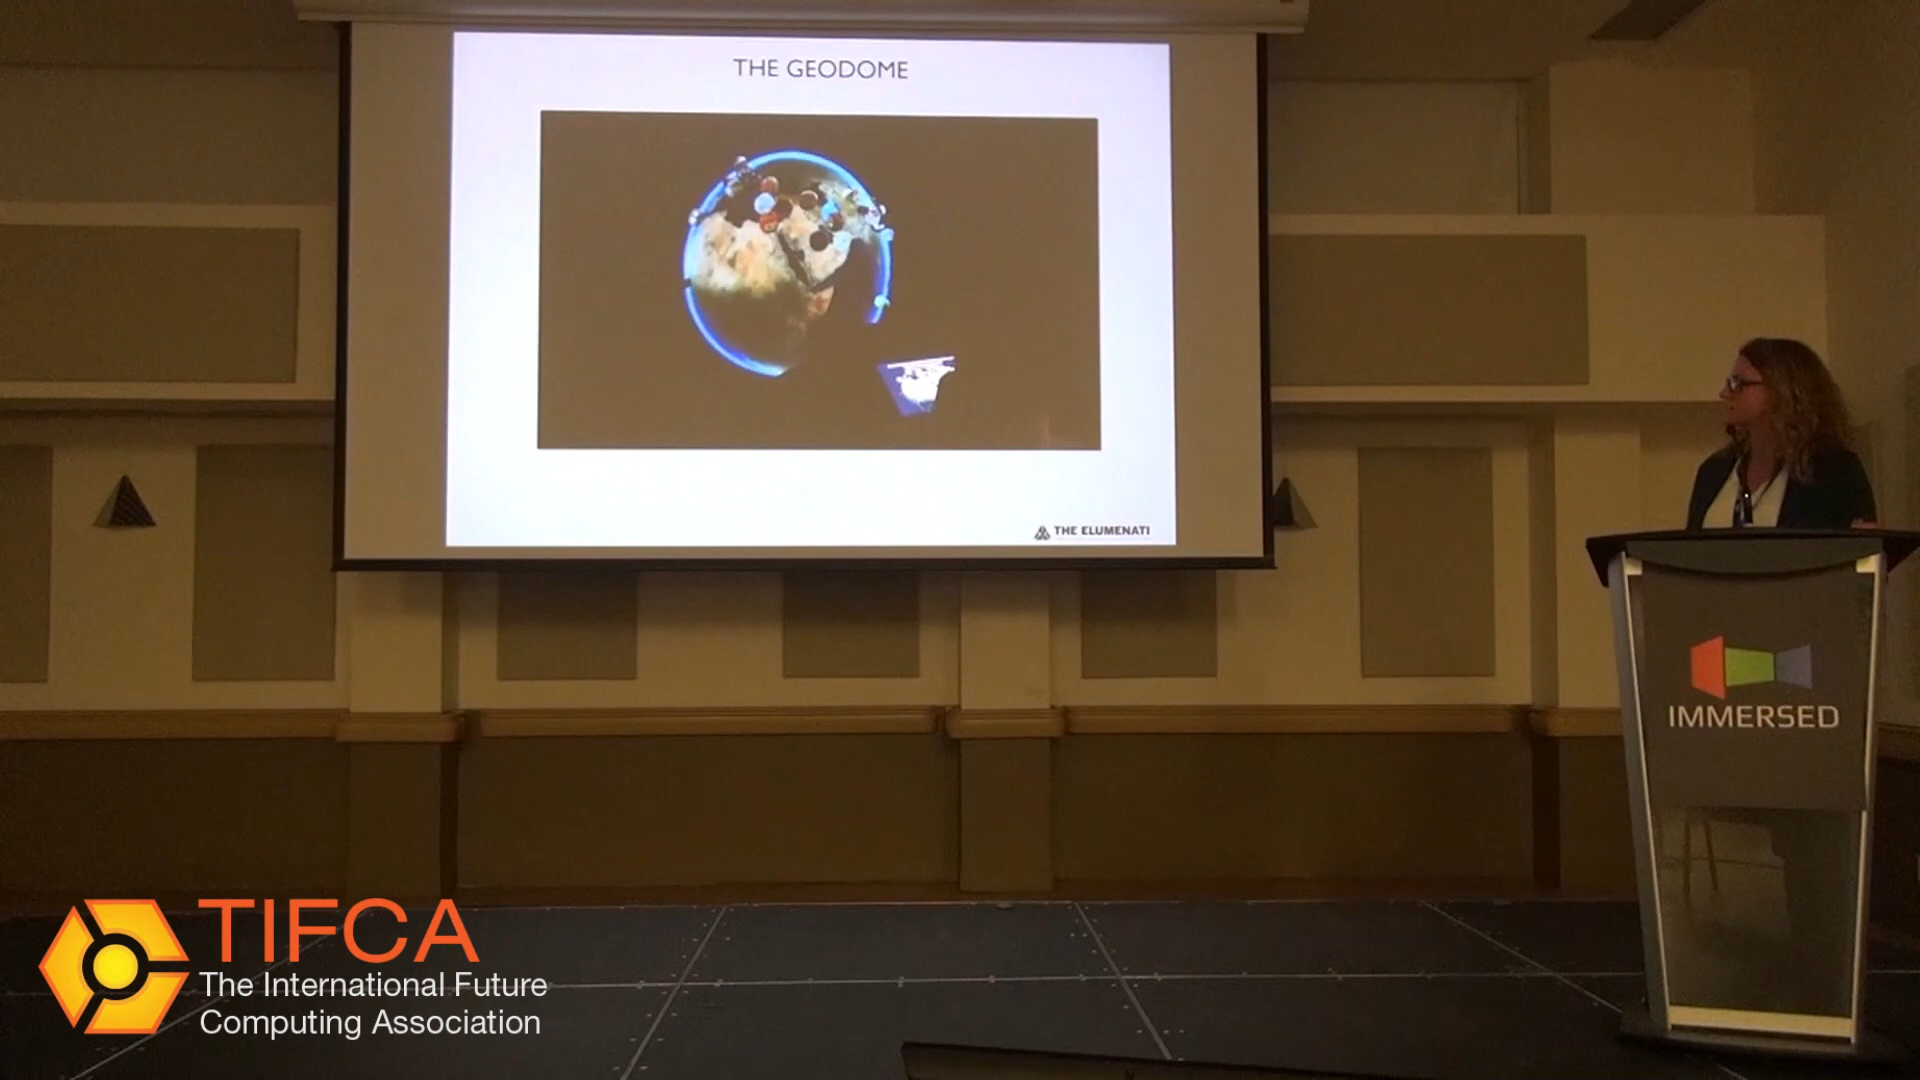 THE GEODOME
THE ELUMENATI
IMMERSED
TIFCA
The International Future
Computing Association